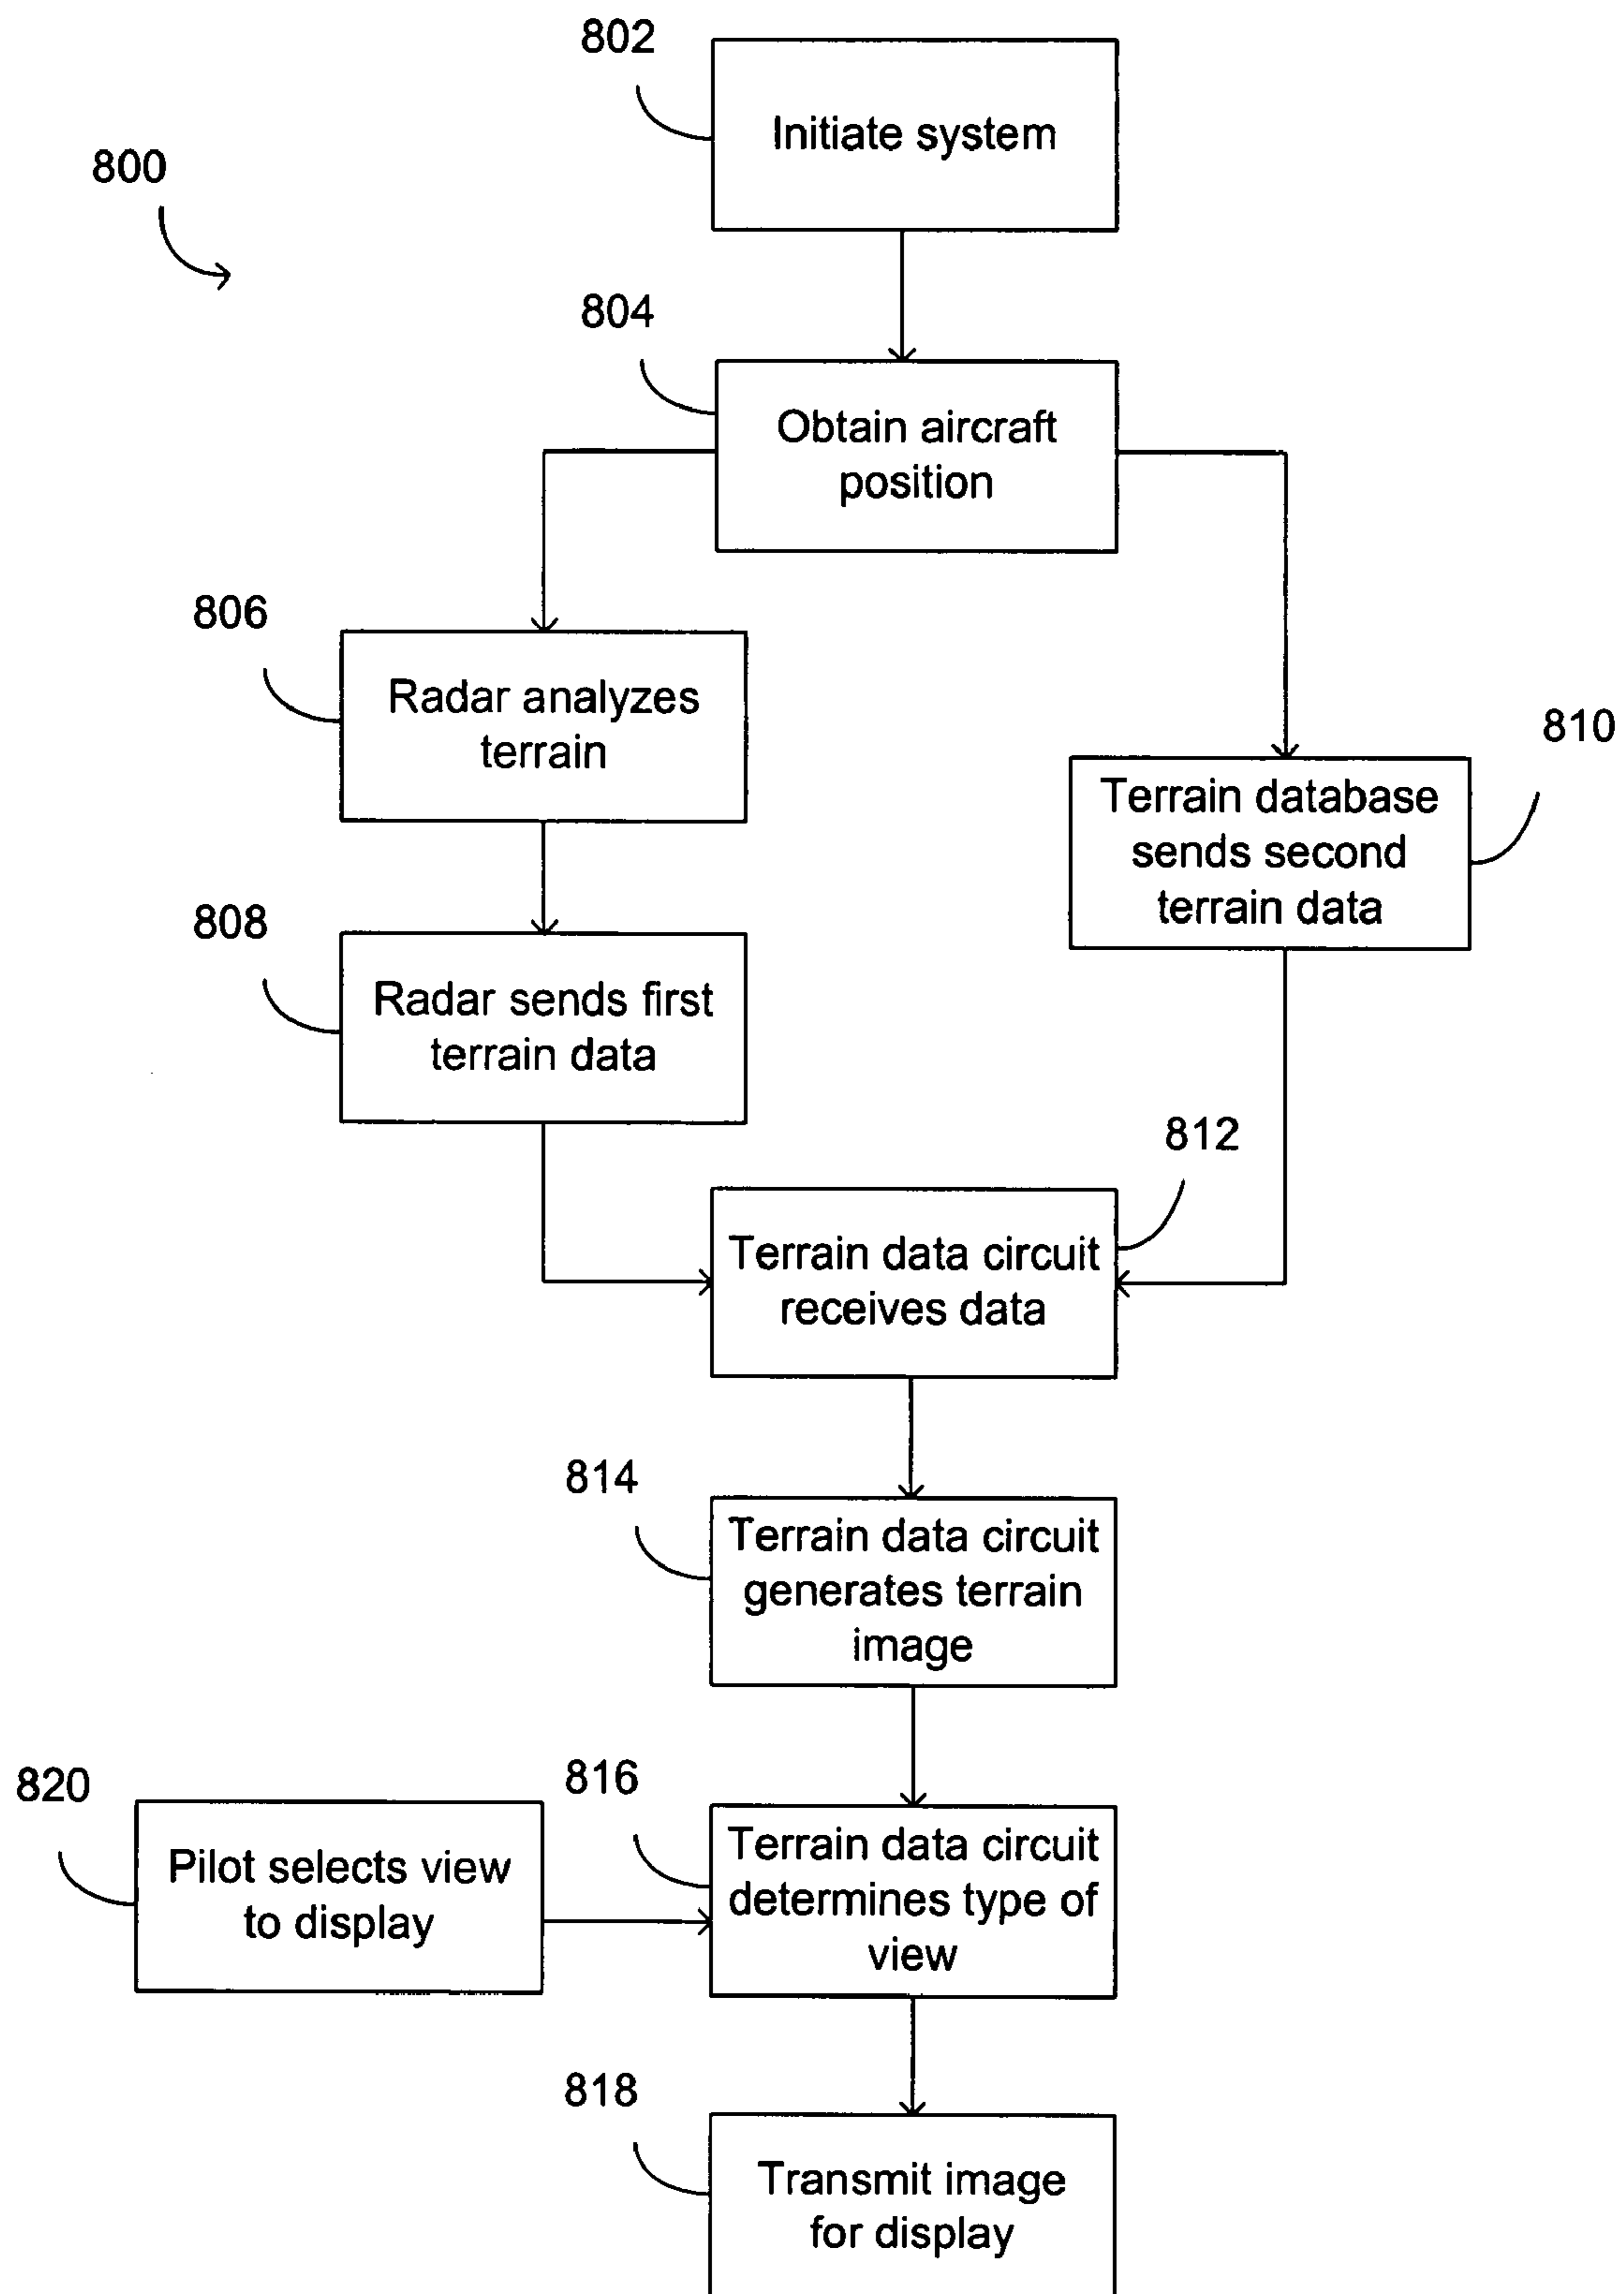 802
Initiate system
800
804
Obtain aircraft
position
806
Radar analyzes
terrain
810
Terrain database
sends second
terrain data
808
Radar sends first
terrain data
812
Terrain data circuit
receives data
814
Terrain data circuit
generates terrain
image
820
Pilot selects view
to display
816
Terrain data circuit
determines type of
view
818
Transmit image
for display